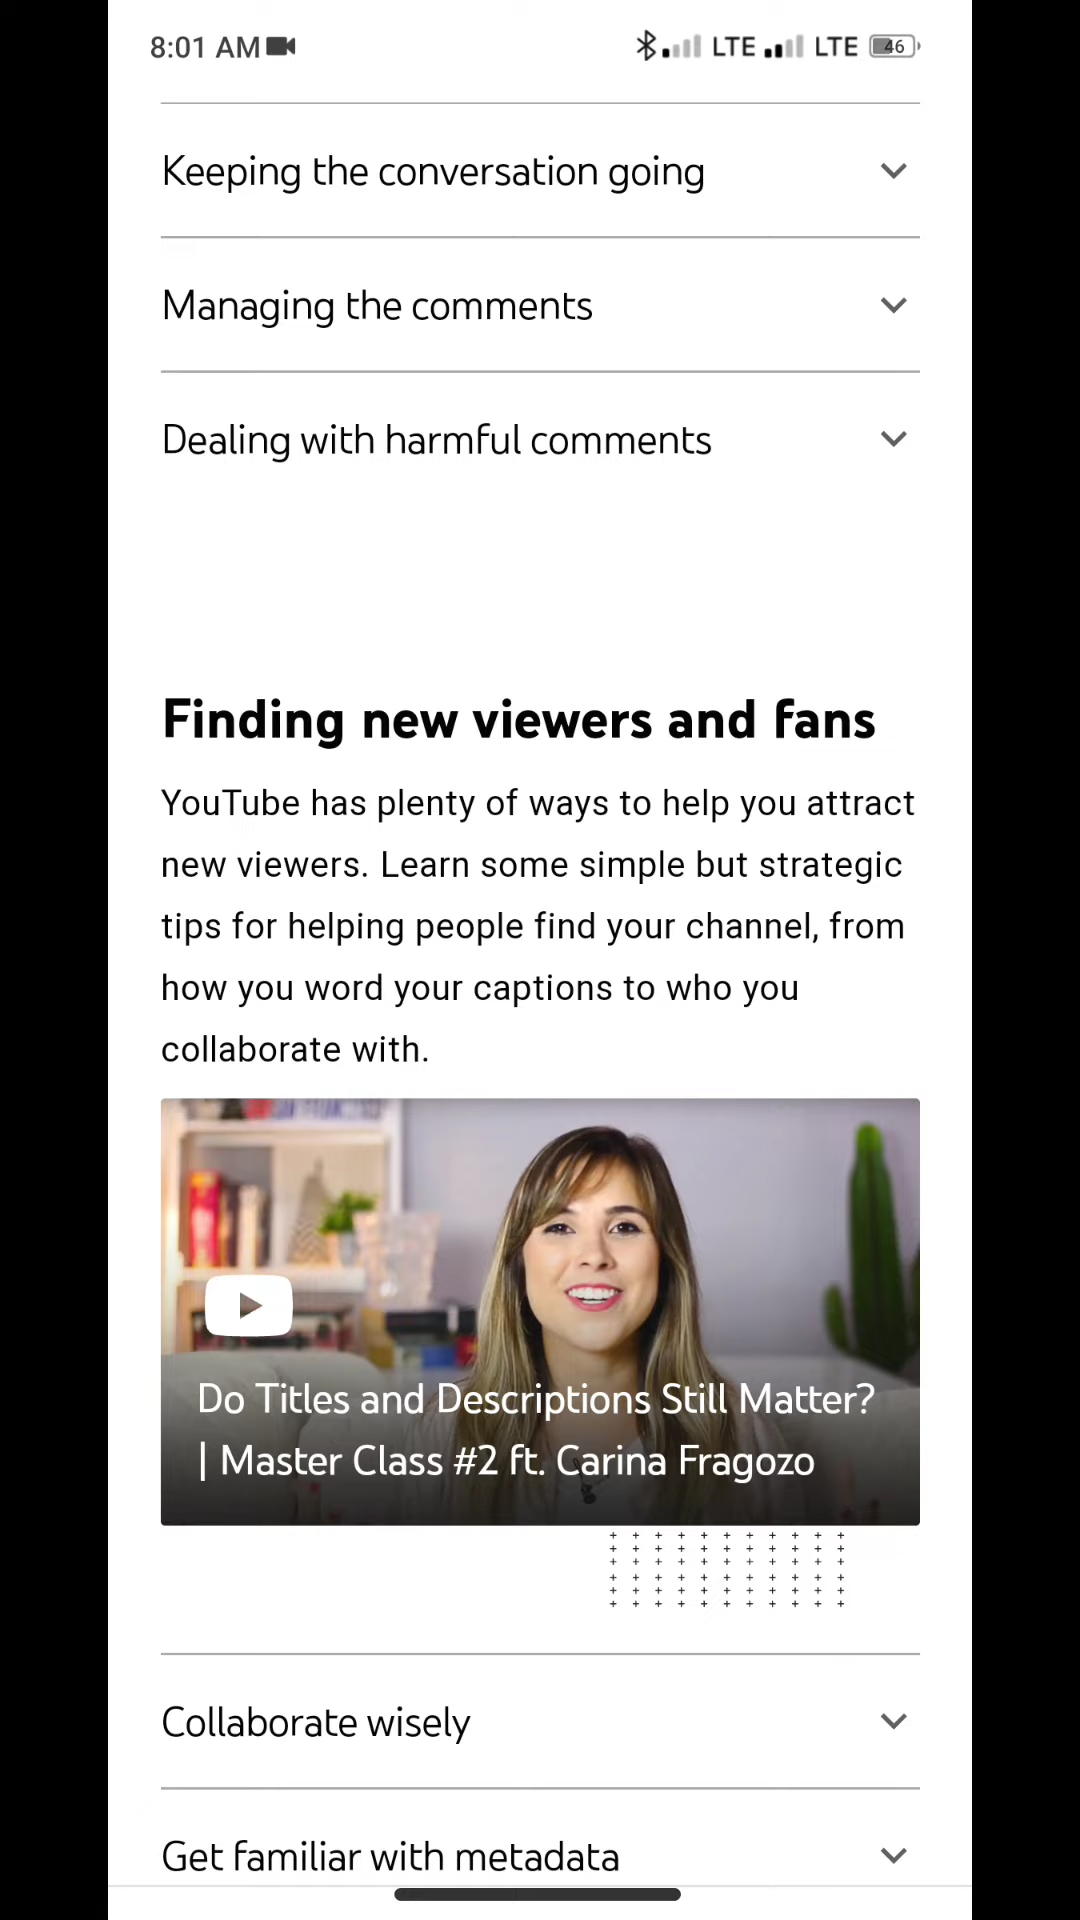 8:01 AM LTE LTE 46
Keeping the conversation going
Managing the comments
Dealing with harmful comments
Finding new viewers and fans
YouTube has plenty of ways to help you attract
new viewers. Learn some simple but strategic
tips for helping people find your channel, from
how you word your captions to who you
collaborate with.
Do Titles and Descriptions Still Matter?
| Master Class #2 ft. Carina Fragozo
Collaborate wisely
Get familiar with metadata